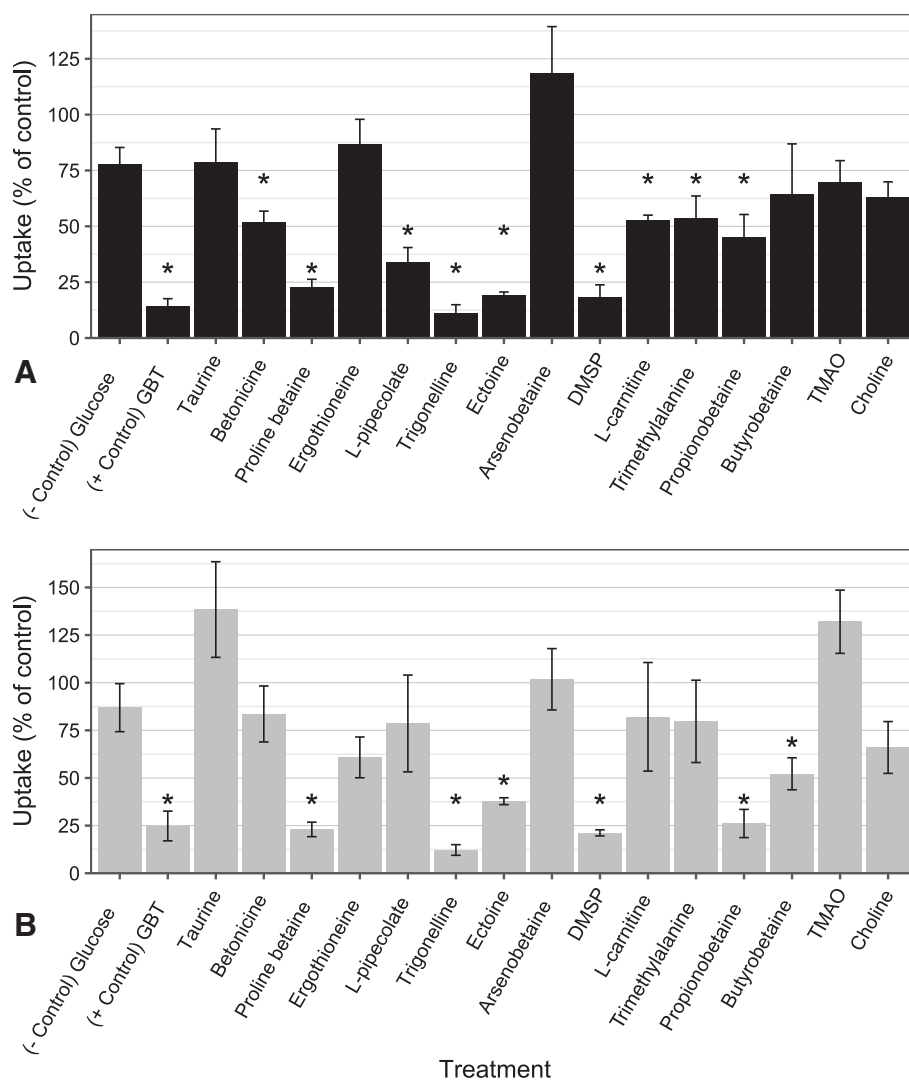 Uptake (% of control)
125
100
75
50
25
0
* * * * * * * * * *
A
(- Control) Glucose
(+ Control) GBT
Taurine
Betonicine
Proline betaine
Ergothioneine
L-pipecolate
Trigonelline
Ectoine
Arsenobetaine
DMSP
L-carnitine
Trimethylalanine
Propionobetaine
Butyrobetaine
TMAO
Choline
Uptake (% of control)
150
125
100
75
50
25
0
* * * * * * *
B
(- Control) Glucose
(+ Control) GBT
Taurine
Betonicine
Proline betaine
Ergothioneine
L-pipecolate
Trigonelline
Ectoine
Arsenobetaine
DMSP
L-carnitine
Trimethylalanine
Propionobetaine
Butyrobetaine
TMAO
Choline
Treatment